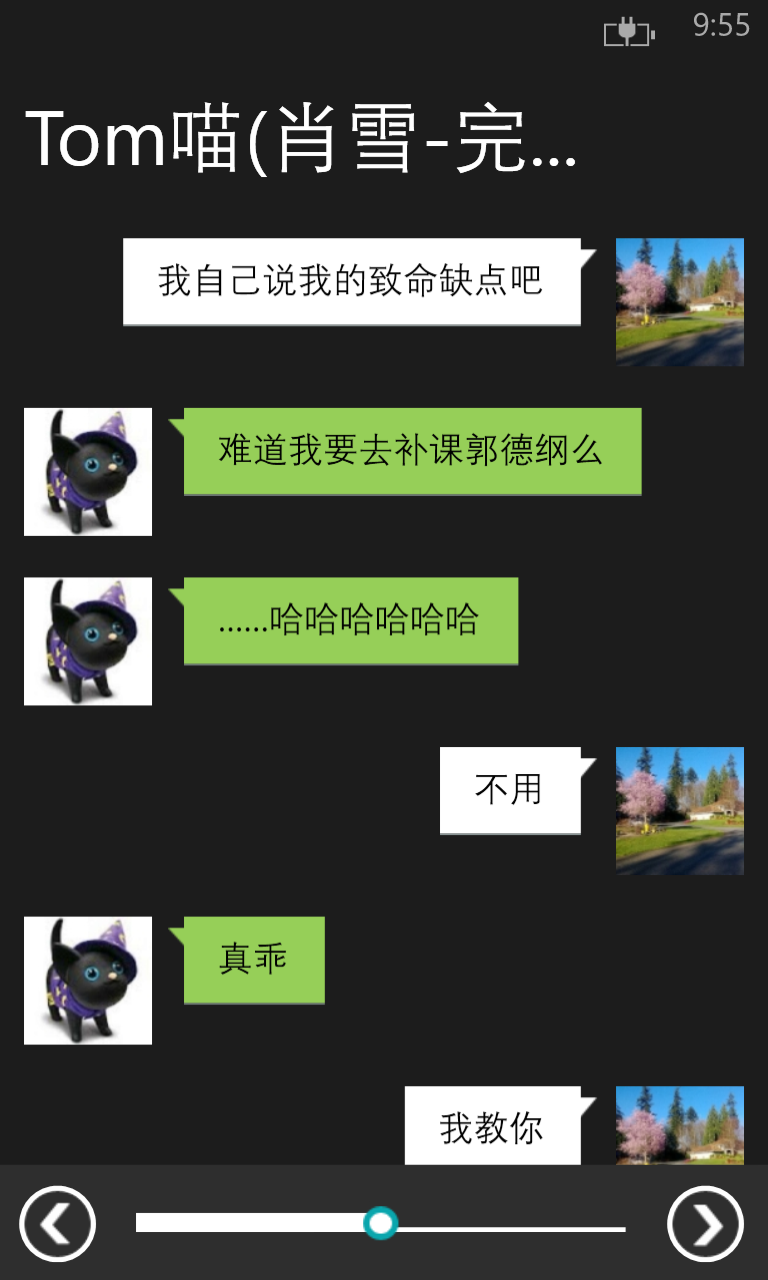 9:55
Tom喵(肖雪-完...
我自己说我的致命缺点吧
难道我要去补课郭德纲么
......哈哈哈哈哈哈
不用
真乖
我教你